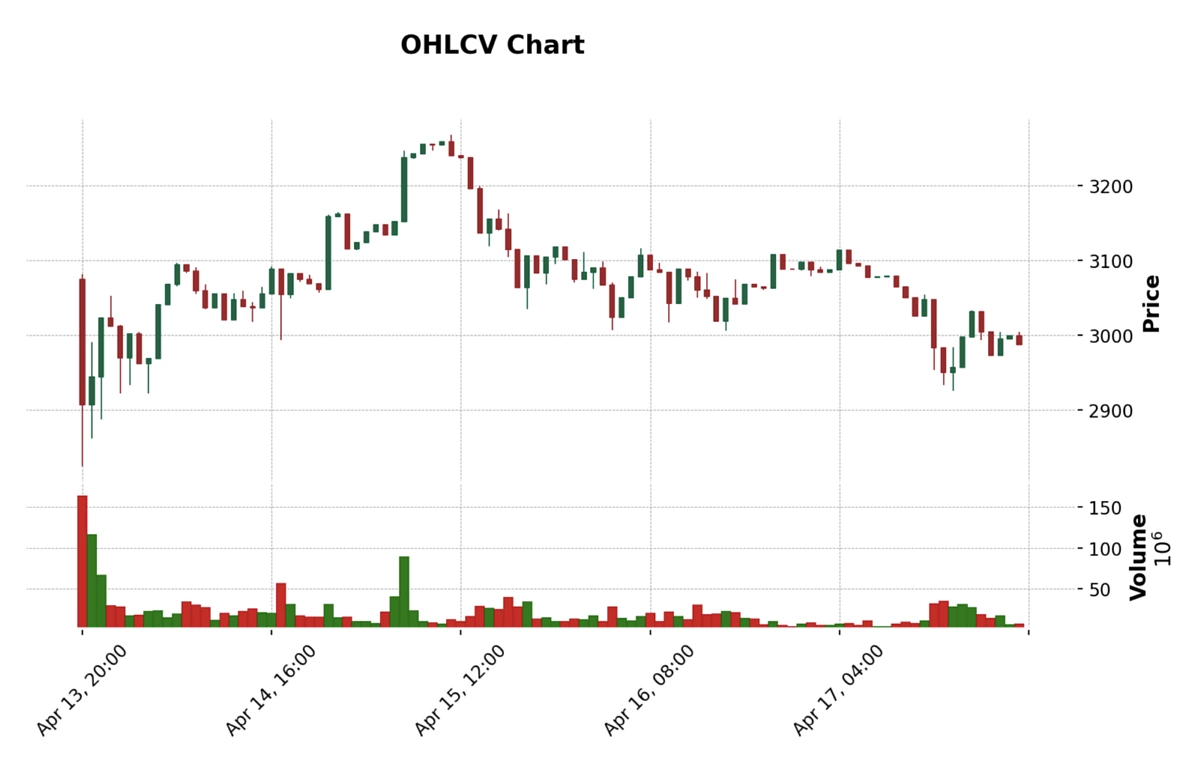 OHLCV Chart
3200
3100
3000
2900
Price
150
100
50
Volume
10^6
Apr 13, 20:00
Apr 14, 16:00
Apr 15, 12:00
Apr 16, 08:00
Apr 17, 04:00